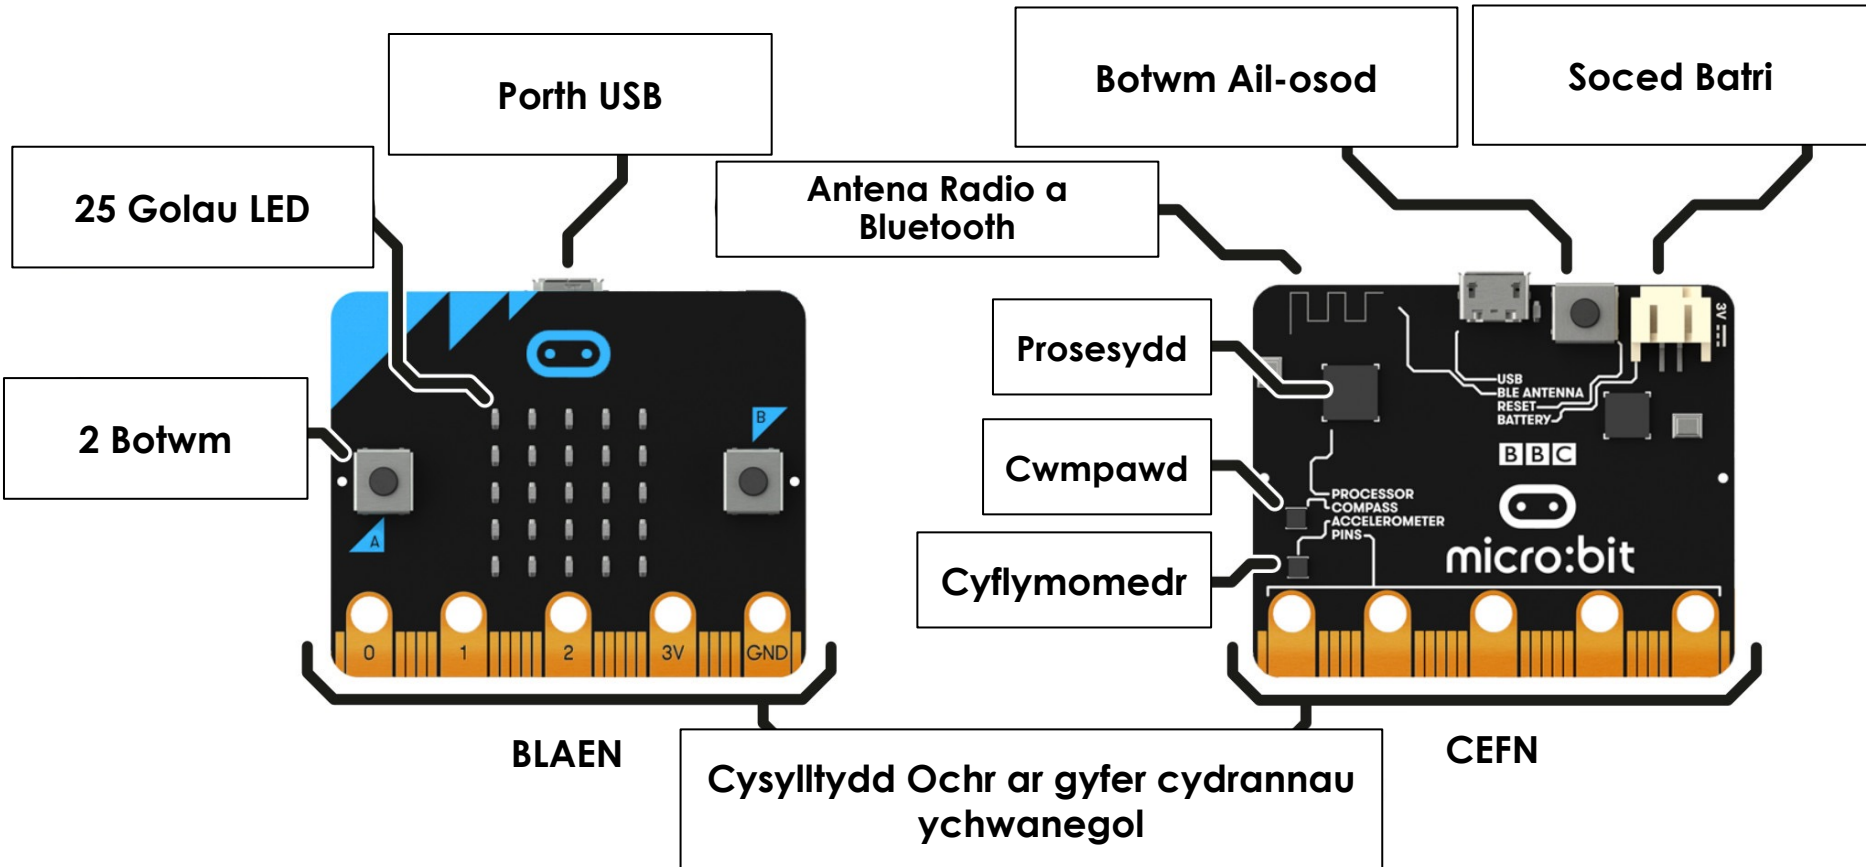 Porth USB
Botwm Ail-osod
Soced Batri
25 Golau LED
Antena Radio a
Bluetooth
2 Botwm
Prosesydd
Cwmpawd
Cyflymomedr
B
A
0
1
2
3V
GND
3V
USB
BLE ANTENNA
RESET
BATTERY
BBC
PROCESSOR
COMPASS
ACCELEROMETER
PINS
micro:bit
BLAEN
CEFN
Cysylltydd Ochr ar gyfer cydrannau
ychwanegol